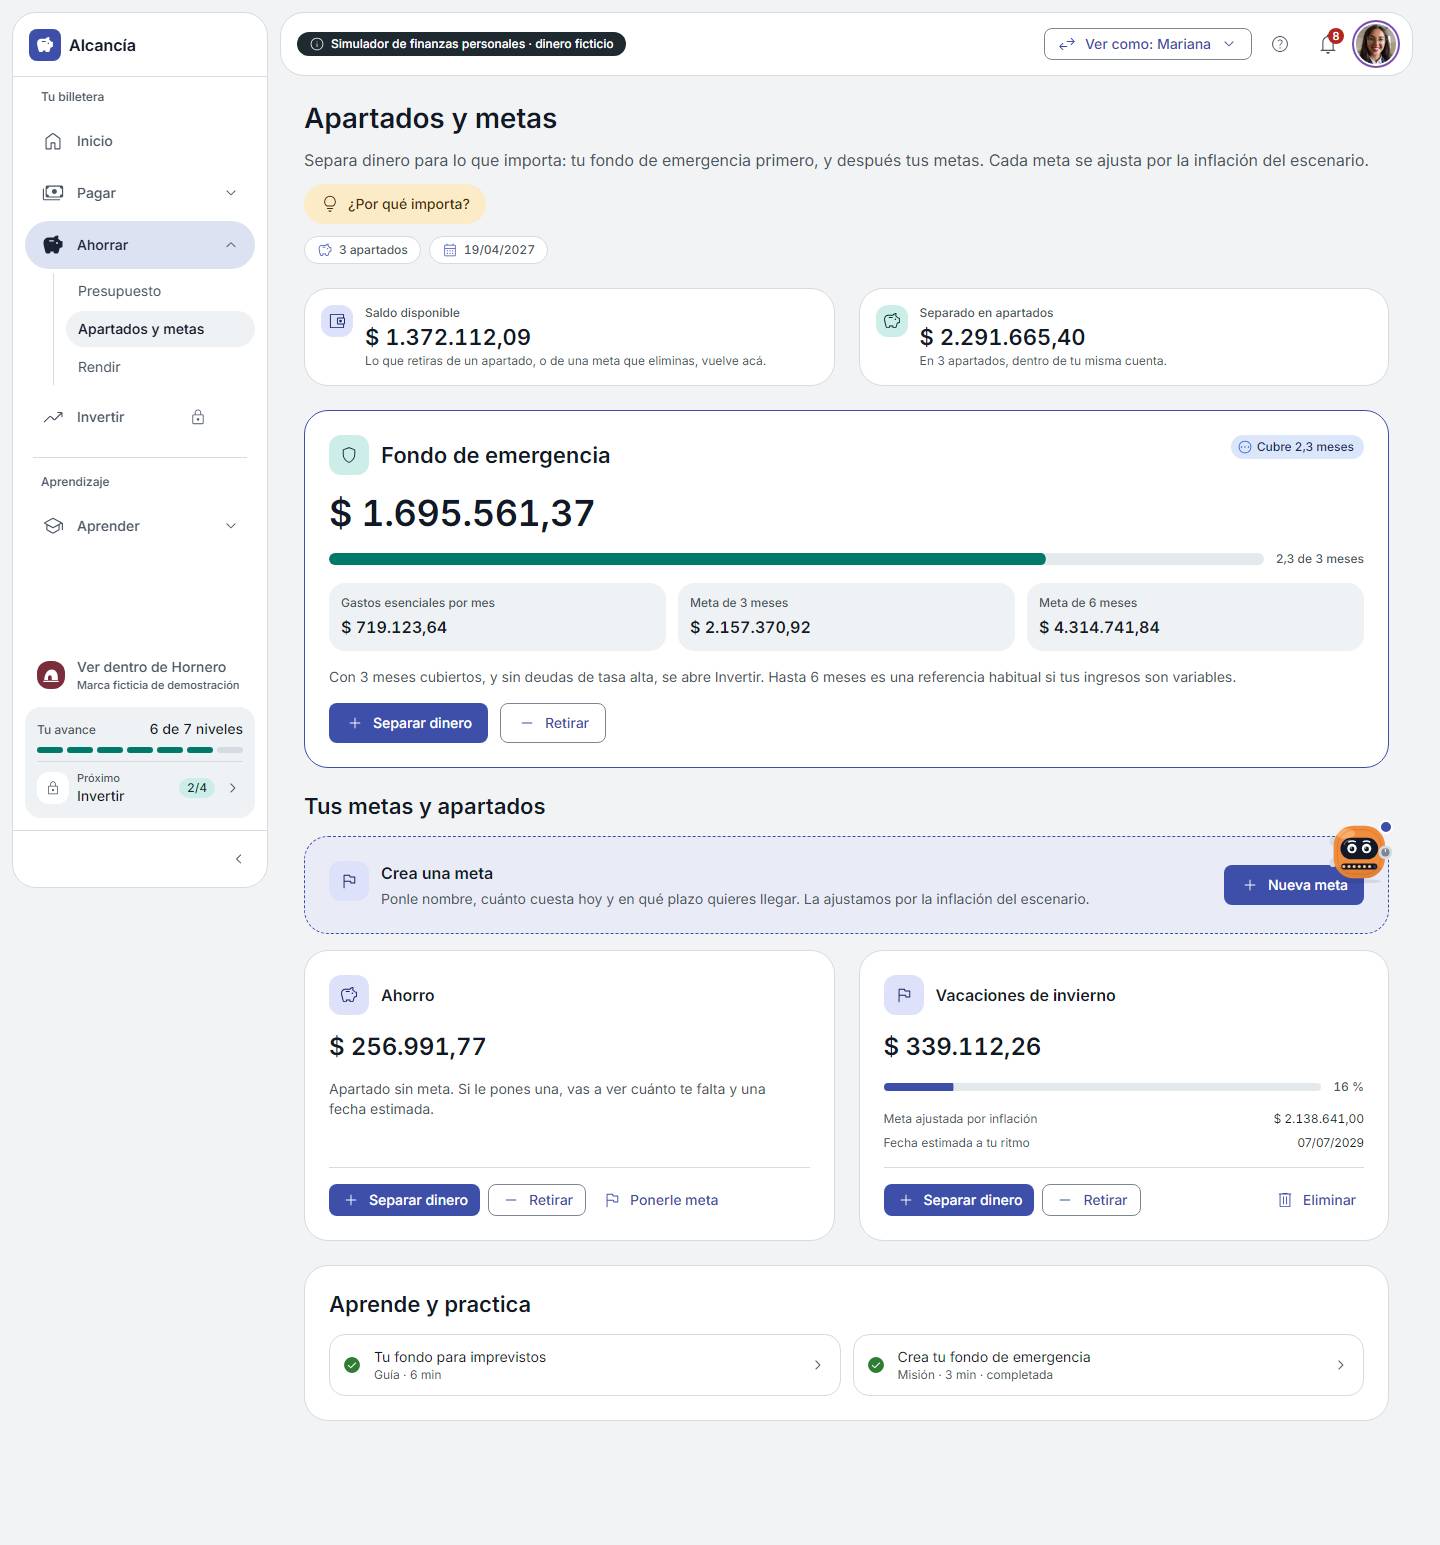 Alcancía
Simulador de finanzas personales · dinero ficticio
Ver como: Mariana
8
Tu billetera
Inicio
Pagar
Ahorrar
Presupuesto
Apartados y metas
Rendir
Invertir
Aprendizaje
Aprender
Ver dentro de Hornero
Marca ficticia de demostración
Tu avance
6 de 7 niveles
Próximo
Invertir
2/4
Apartados y metas
Separa dinero para lo que importa: tu fondo de emergencia primero, y después tus metas. Cada meta se ajusta por la inflación del escenario.
¿Por qué importa?
3 apartados
19/04/2027
Saldo disponible
$ 1.372.112,09
Lo que retiras de un apartado, o de una meta que eliminas, vuelve acá.
Separado en apartados
$ 2.291.665,40
En 3 apartados, dentro de tu misma cuenta.
Fondo de emergencia
Cubre 2,3 meses
$ 1.695.561,37
2,3 de 3 meses
Gastos esenciales por mes
$ 719.123,64
Meta de 3 meses
$ 2.157.370,92
Meta de 6 meses
$ 4.314.741,84
Con 3 meses cubiertos, y sin deudas de tasa alta, se abre Invertir. Hasta 6 meses es una referencia habitual si tus ingresos son variables.
Separar dinero
Retirar
Tus metas y apartados
Crea una meta
Ponle nombre, cuánto cuesta hoy y en qué plazo quieres llegar. La ajustamos por la inflación del escenario.
Nueva meta
Ahorro
$ 256.991,77
Apartado sin meta. Si le pones una, vas a ver cuánto te falta y una
fecha estimada.
Separar dinero
Retirar
Ponerle meta
Vacaciones de invierno
$ 339.112,26
16 %
Meta ajustada por inflación
$ 2.138.641,00
Fecha estimada a tu ritmo
07/07/2029
Separar dinero
Retirar
Eliminar
Aprende y practica
Tu fondo para imprevistos
Guía · 6 min
Crea tu fondo de emergencia
Misión · 3 min · completada